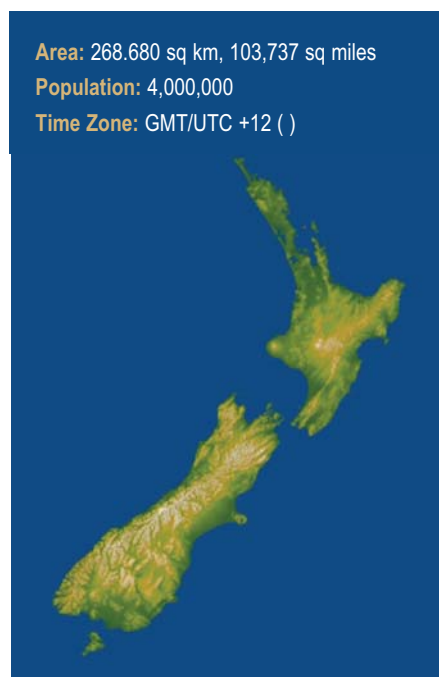 Area: 268.680 sq km, 103,737 sq miles
Population: 4,000,000
Time Zone: GMT/UTC +12 ( )